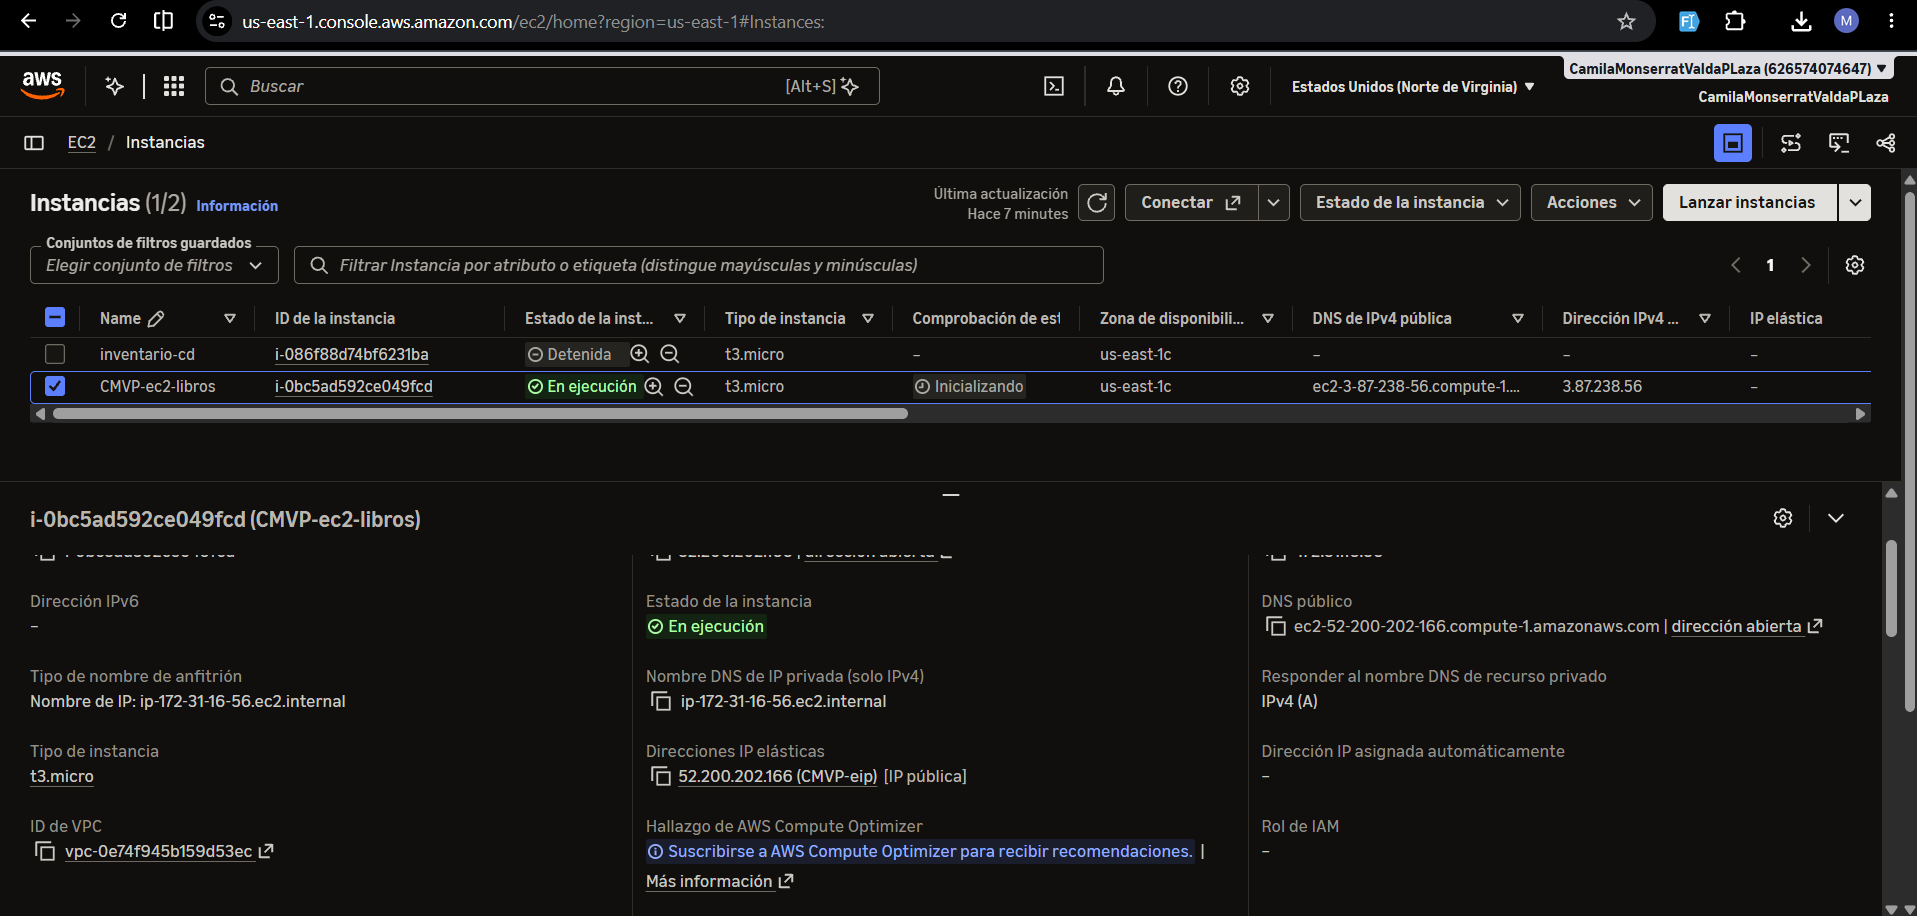 us-east-1.console.aws.amazon.com/ec2/home?region=us-east-1#Instances:
M
aws
Buscar
[Alt+S]
Estados Unidos (Norte de Virginia)
CamilaMonserratValdaPLaza (626574074647)
CamilaMonserratValdaPLaza
EC2 / Instancias
Instancias (1/2) Información
Última actualización
Hace 7 minutes
Conectar
Estado de la instancia
Acciones
Lanzar instancias
Conjuntos de filtros guardados
Elegir conjunto de filtros
Filtrar Instancia por atributo o etiqueta (distingue mayúsculas y minúsculas)
1
Name ID de la instancia Estado de la inst... Tipo de instancia Comprobación de est Zona de disponibili... DNS de IPv4 pública Dirección IPv4 ... IP elástica
inventario-cd i-086f88d74bf6231ba Detenida t3.micro – us-east-1c – – –
CMVP-ec2-libros i-0bc5ad592ce049fcd En ejecución t3.micro Inicializando us-east-1c ec2-3-87-238-56.compute-1.... 3.87.238.56 –
i-0bc5ad592ce049fcd (CMVP-ec2-libros)
Dirección IPv6
–
Estado de la instancia
En ejecución
DNS público
ec2-52-200-202-166.compute-1.amazonaws.com | dirección abierta
Tipo de nombre de anfitrión
Nombre de IP: ip-172-31-16-56.ec2.internal
Nombre DNS de IP privada (solo IPv4)
ip-172-31-16-56.ec2.internal
Responder al nombre DNS de recurso privado
IPv4 (A)
Tipo de instancia
t3.micro
Direcciones IP elásticas
52.200.202.166 (CMVP-eip) [IP pública]
Dirección IP asignada automáticamente
–
ID de VPC
vpc-0e74f945b159d53ec
Hallazgo de AWS Compute Optimizer
Suscribirse a AWS Compute Optimizer para recibir recomendaciones. |
Más información
Rol de IAM
–